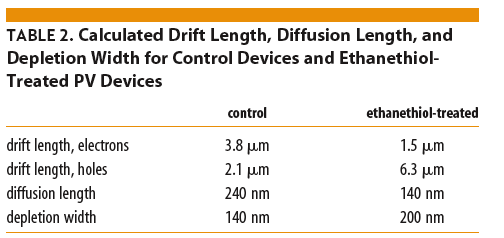 TABLE 2. Calculated Drift Length, Diffusion Length, and
Depletion Width for Control Devices and Ethanethiol-
Treated PV Devices
control ethanethiol-treated
drift length, electrons 3.8 μm 1.5 μm
drift length, holes 2.1 μm 6.3 μm
diffusion length 240 nm 140 nm
depletion width 140 nm 200 nm